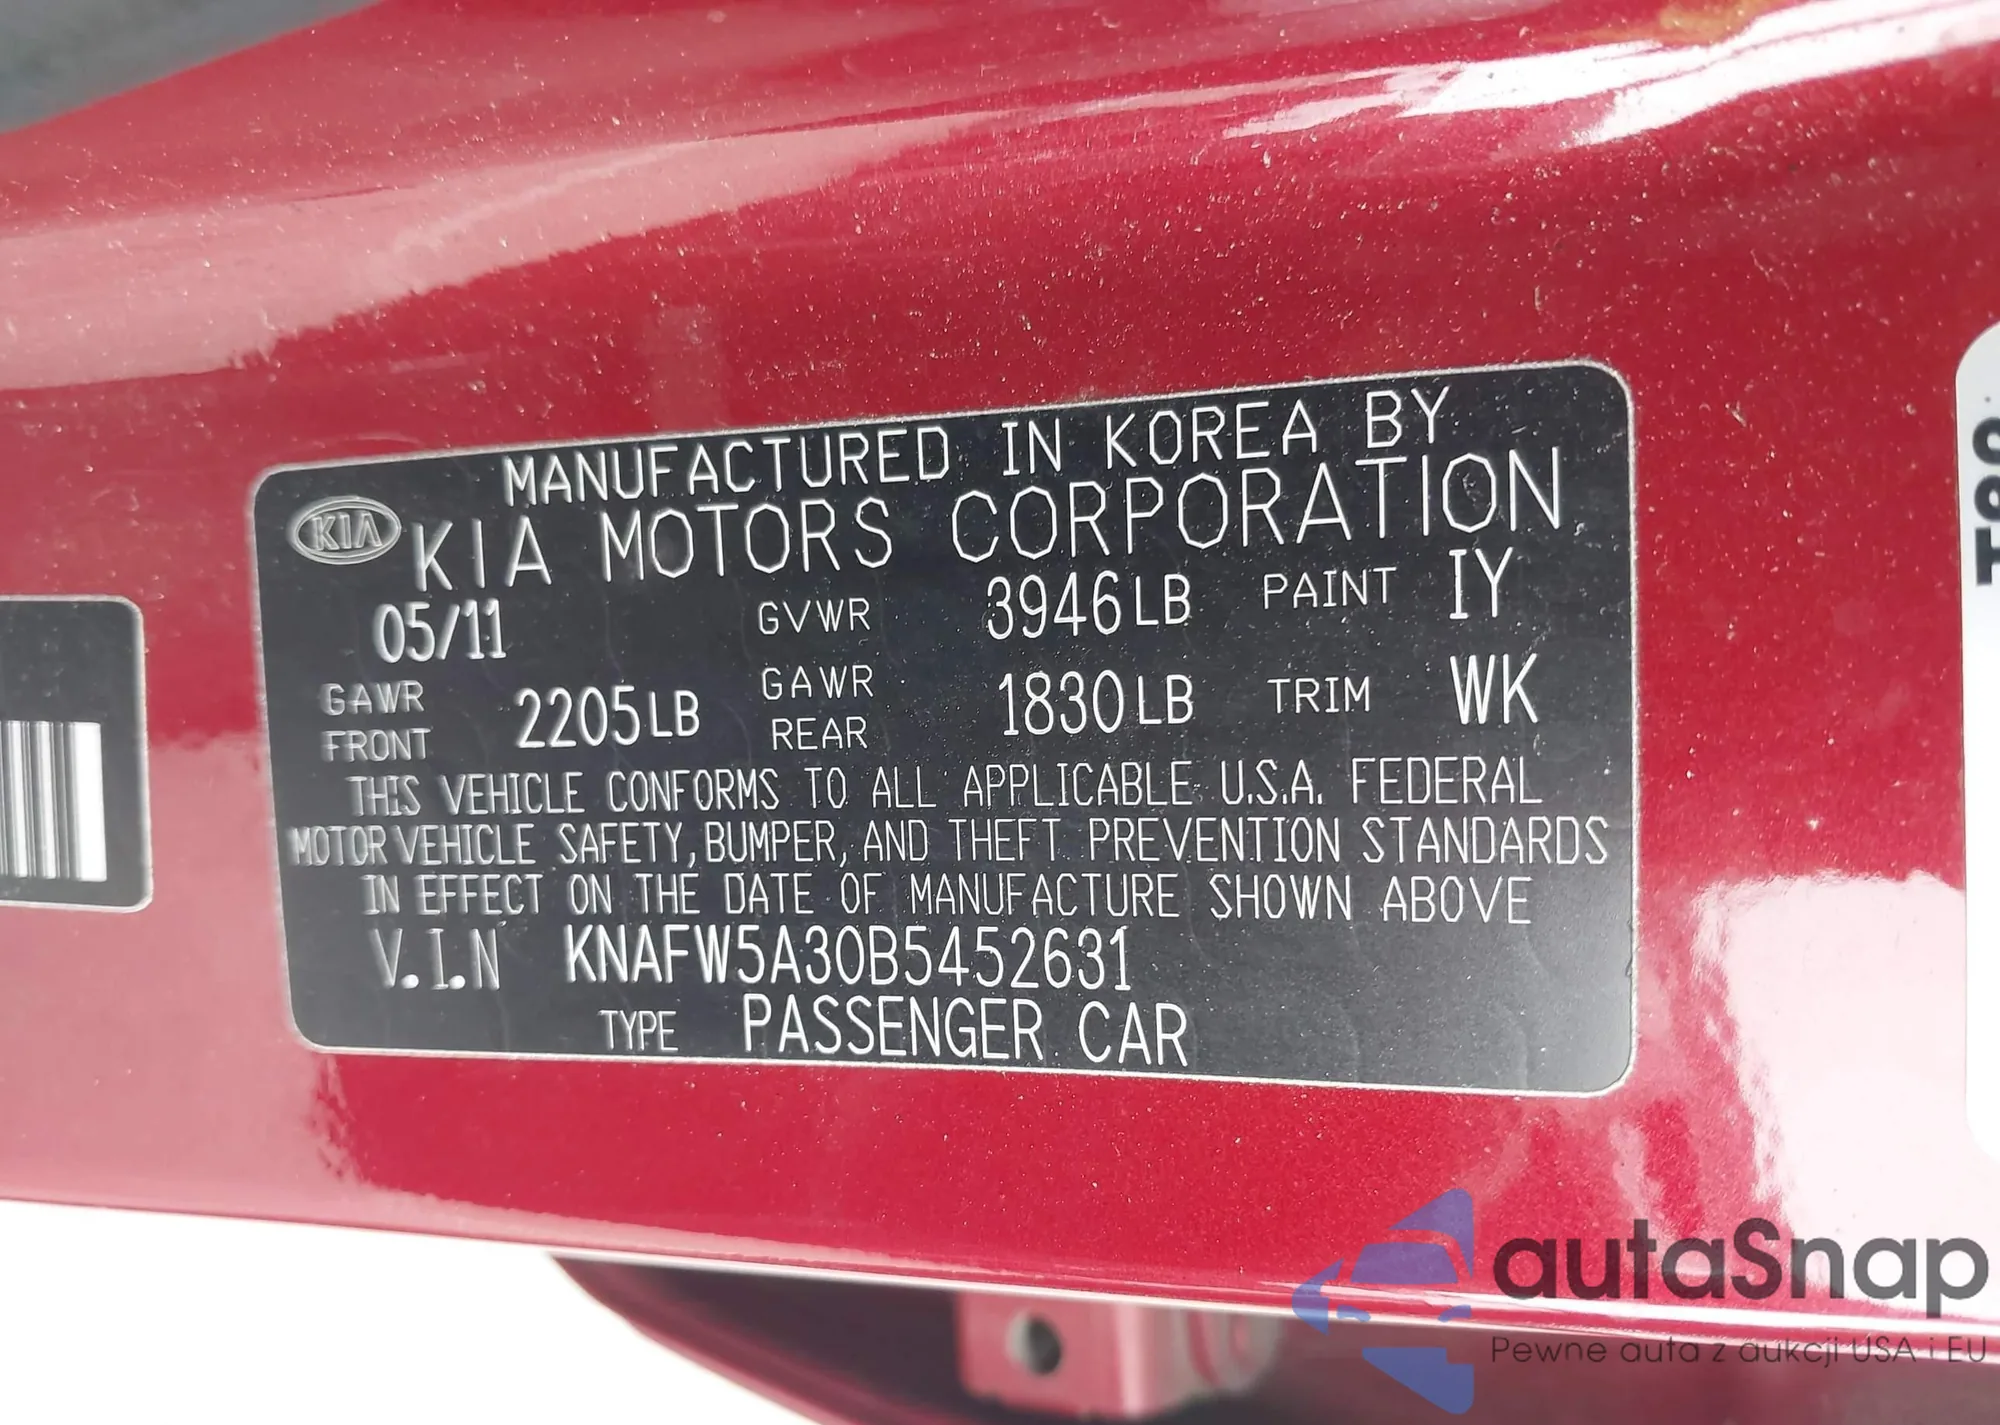 MANUFACTURED IN KOREA BY
KIA KIA MOTORS CORPORATION
05/11 GVWR 3946LB PAINT IY
GAWR FRONT 2205LB GAWR REAR 1830LB TRIM WK
THIS VEHICLE CONFORMS TO ALL APPLICABLE U.S.A. FEDERAL
MOTOR VEHICLE SAFETY, BUMPER, AND THEFT PREVENTION STANDARDS
IN EFFECT ON THE DATE OF MANUFACTURE SHOWN ABOVE
V.I.N KNAFW5A30B5452631
TYPE PASSENGER CAR
autaSnap
Pewne auta z aukcji USA i EU